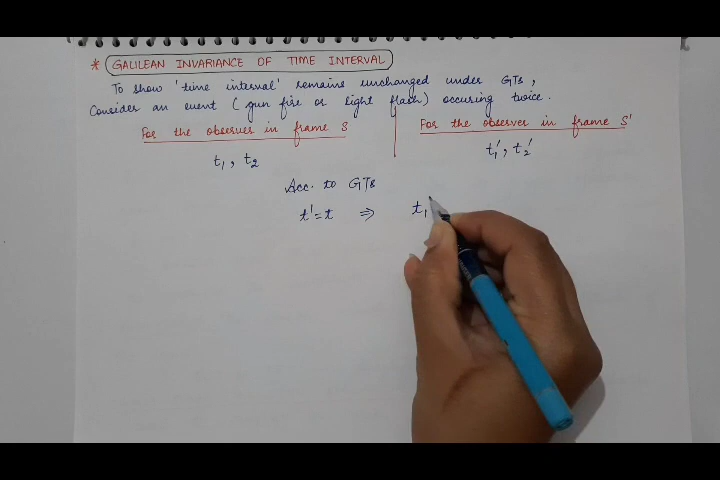 * GALILEAN INVARIANCE OF TIME INTERVAL
To show 'time interval' remains unchanged under GTs,
Consider an event (gun fire or light flash) occuring twice.
For the observer in frame S
t₁, t₂
For the observer in frame S'
t₁', t₂'
Acc. to GTs
t' = t ⇒ t₁